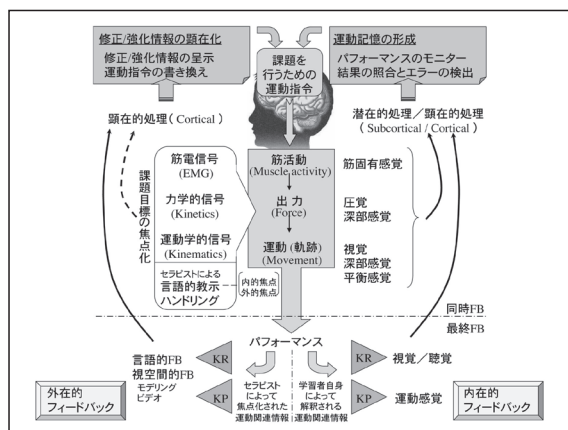 修正/強化情報の顕在化
修正/強化情報の呈示
運動指令の書き換え
課題を
行うための
運動指令
運動記憶の形成
パフォーマンスのモニター
結果の照合とエラーの検出
顕在的処理(Cortical)
潜在的処理/顕在的処理
(Subcortical / Cortical)
課題目標の焦点化
筋電信号
(EMG)
力学的信号
(Kinetics)
運動学的信号
(Kinematics)
セラピストによる
言語的教示
ハンドリング
内的焦点
外的焦点
筋活動
(Muscle activity)
出力
(Force)
運動(軌跡)
(Movement)
筋固有感覚
圧覚
深部感覚
視覚
深部感覚
平衡感覚
同時FB
最終FB
パフォーマンス
言語的FB
視空間的FB
モデリング
ビデオ
KR
KP
セラピスト
によって
焦点化された
運動関連情報
学習者自身
によって
解釈される
運動関連情報
KR
KP
視覚/聴覚
運動感覚
外在的
フィードバック
内在的
フィードバック